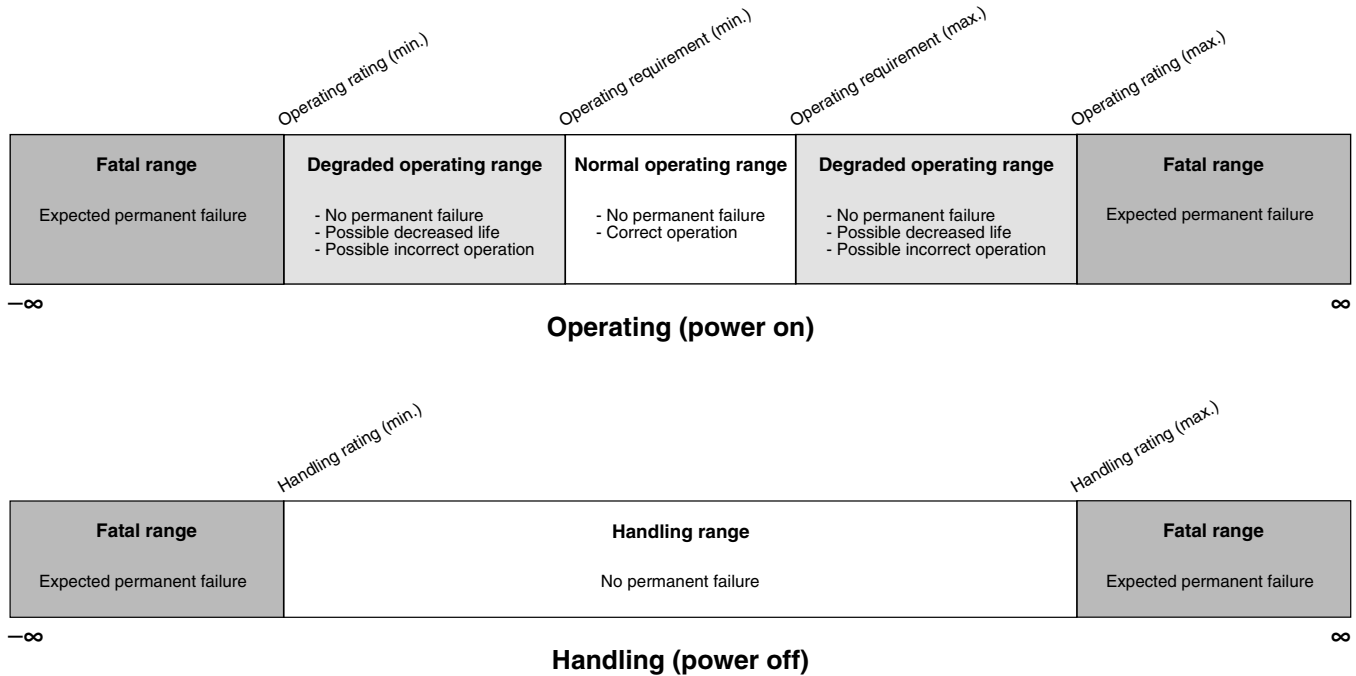 Operating rating (min.)
Operating requirement (min.)
Operating requirement (max.)
Operating rating (max.)
Fatal range
Expected permanent failure
Degraded operating range
- No permanent failure
- Possible decreased life
- Possible incorrect operation
Normal operating range
- No permanent failure
- Correct operation
Degraded operating range
- No permanent failure
- Possible decreased life
- Possible incorrect operation
Fatal range
Expected permanent failure
–∞
∞
Operating (power on)
Handling rating (min.)
Handling rating (max.)
Fatal range
Expected permanent failure
Handling range
No permanent failure
Fatal range
Expected permanent failure
–∞
∞
Handling (power off)